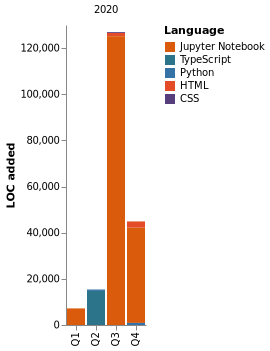 2020
Language
Jupyter Notebook
TypeScript
Python
HTML
CSS
LOC added
120,000
100,000
80,000
60,000
40,000
20,000
0
Q1
Q2
Q3
Q4